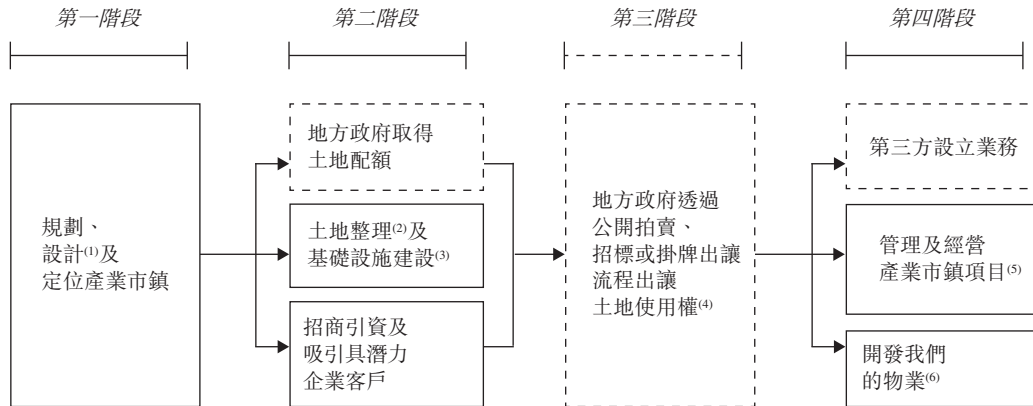 第一階段
第二階段
第三階段
第四階段
規劃、
設計(1)及
定位產業市鎮
地方政府取得
土地配額
土地整理(2)及
基礎設施建設(3)
招商引資及
吸引具潛力
企業客戶
地方政府透過
公開拍賣、
招標或掛牌出讓
流程出讓
土地使用權(4)
第三方設立業務
管理及經營
產業市鎮項目(5)
開發我們
的物業(6)